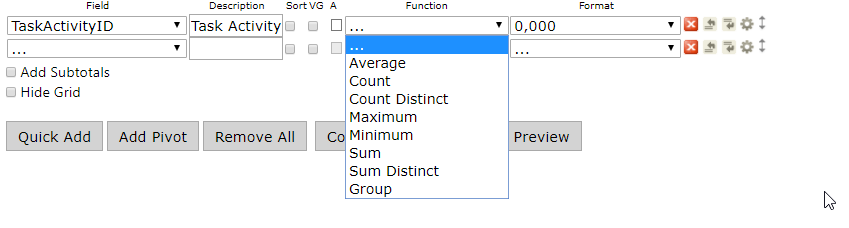 Field Description Sort VG A Function Format
TaskActivityID Task Activity ... 0,000
... ... ...
Average
Count
Count Distinct
Maximum
Minimum
Sum
Sum Distinct
Group
Add Subtotals
Hide Grid
Quick Add Add Pivot Remove All Co Preview